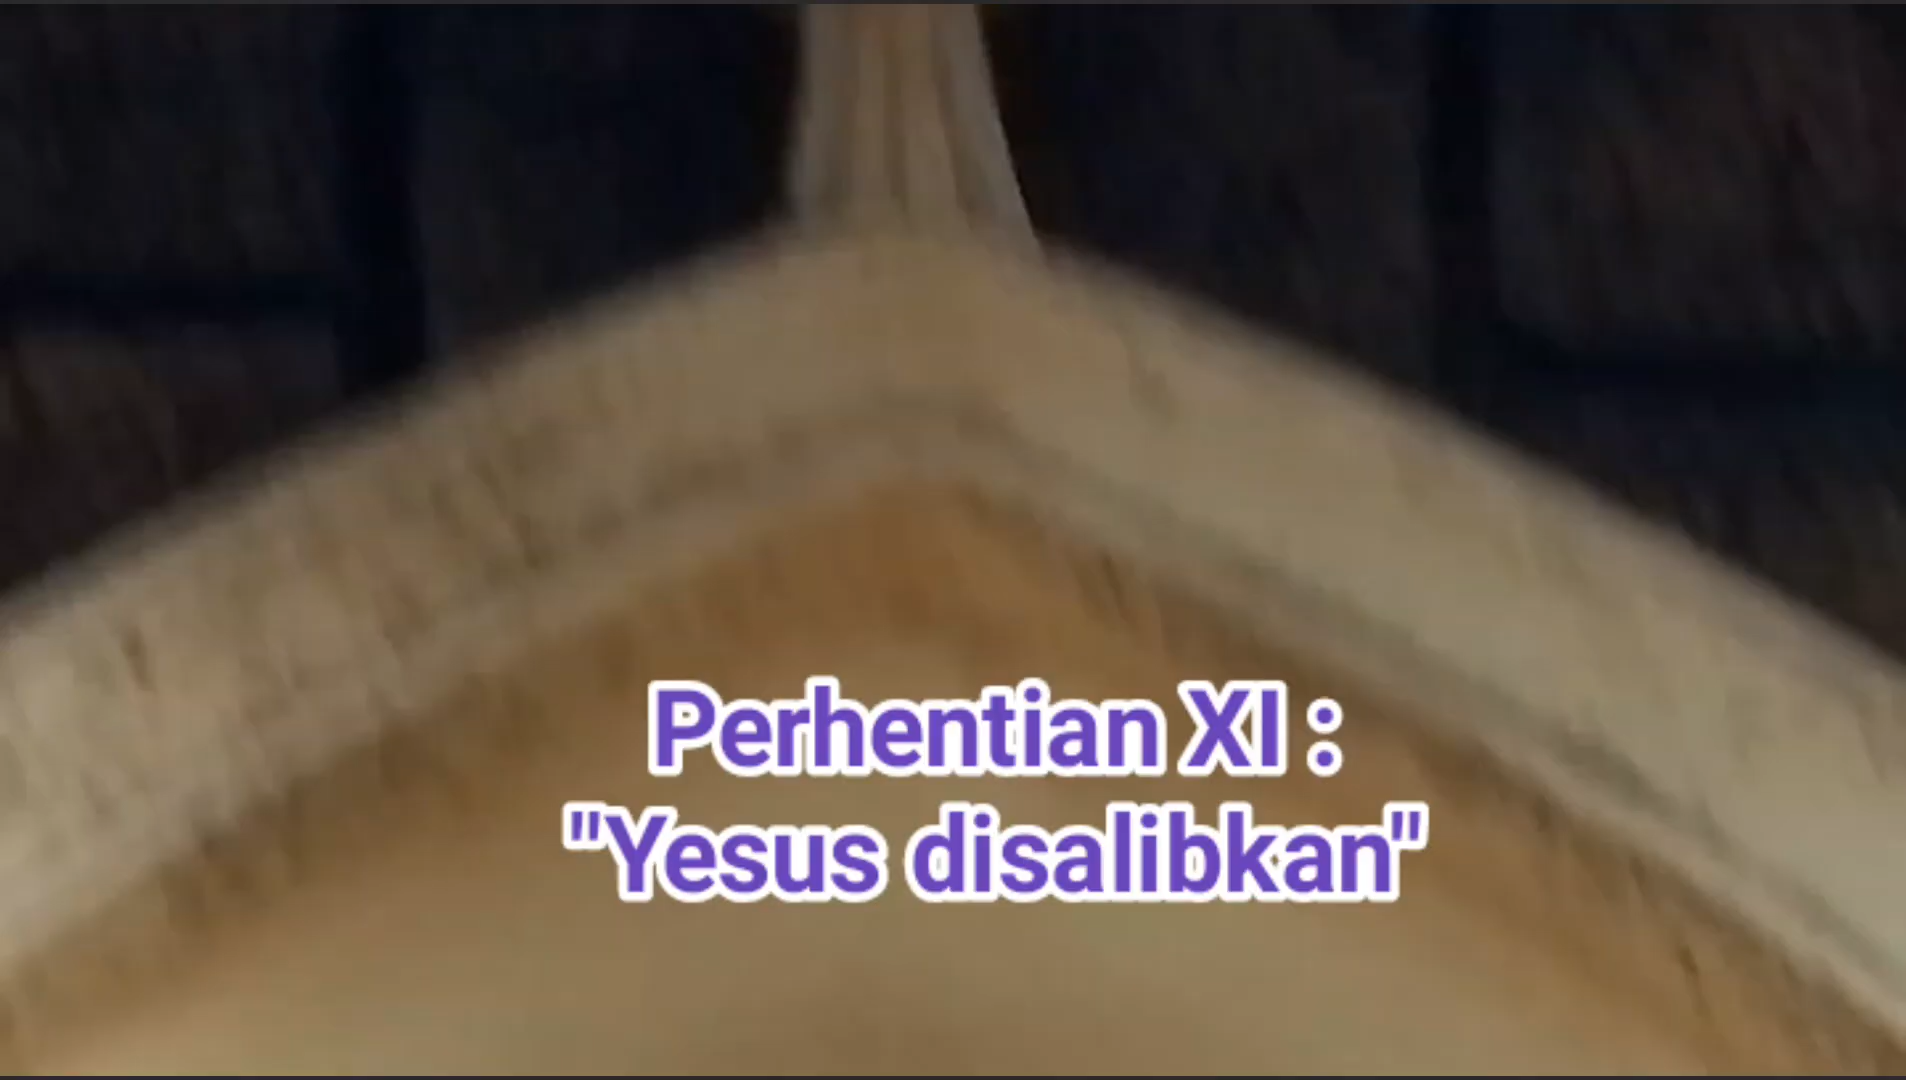 Perhentian XI :
"Yesus disalibkan"